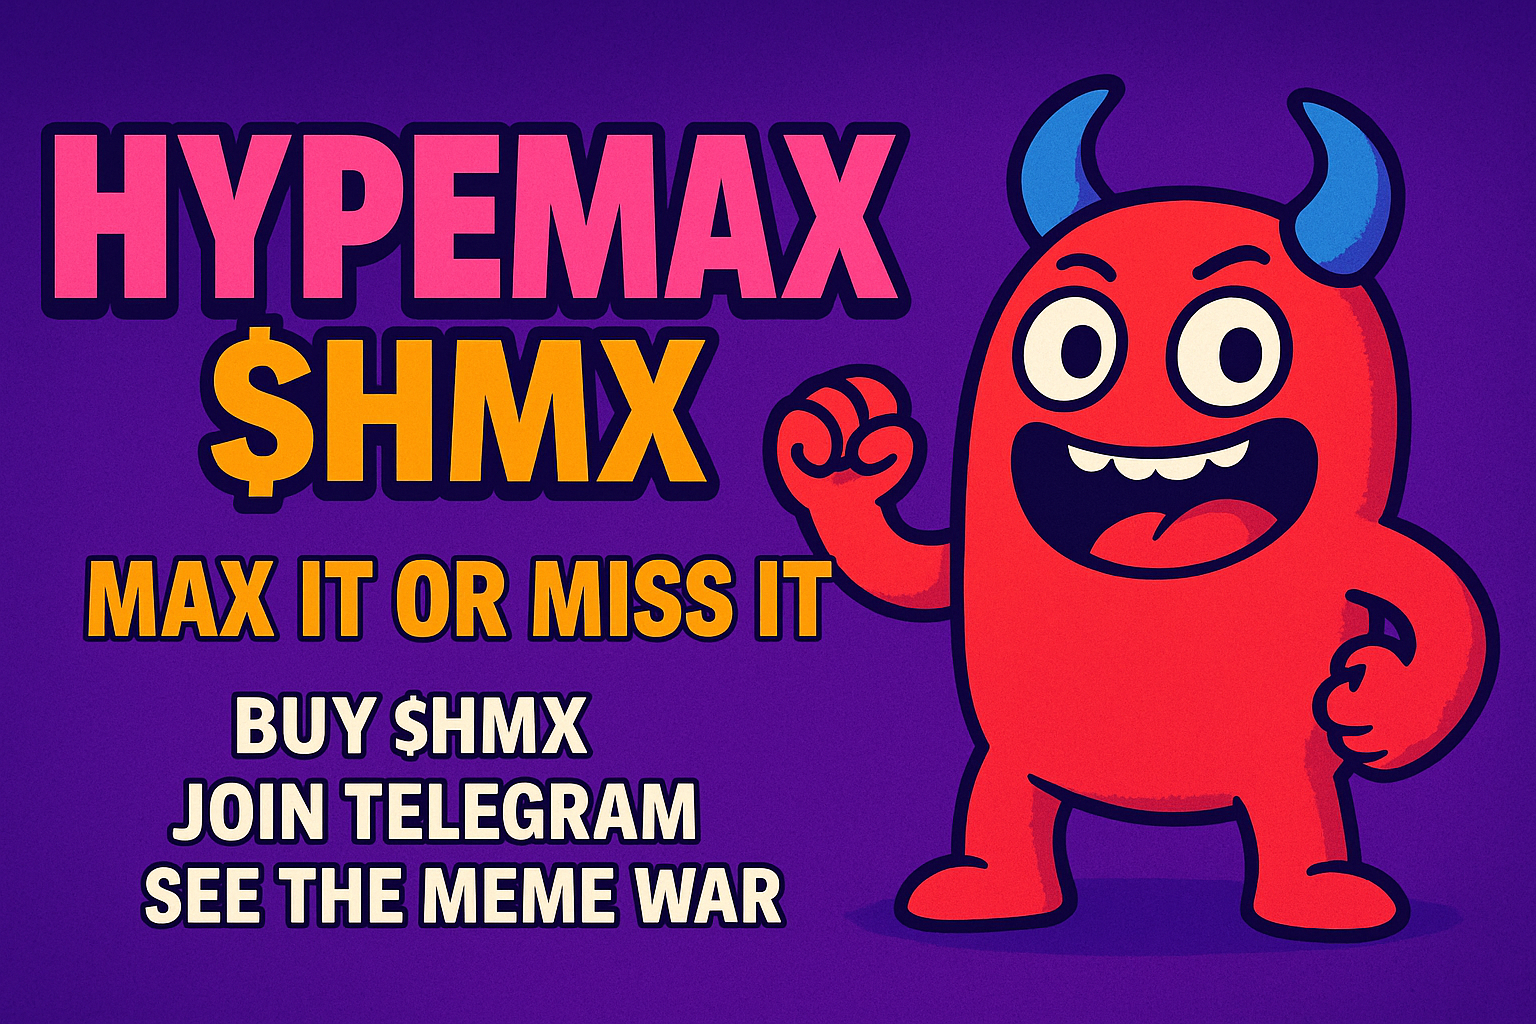 HYPEMAX
$HMX
MAX IT OR MISS IT
BUY $HMX
JOIN TELEGRAM
SEE THE MEME WAR